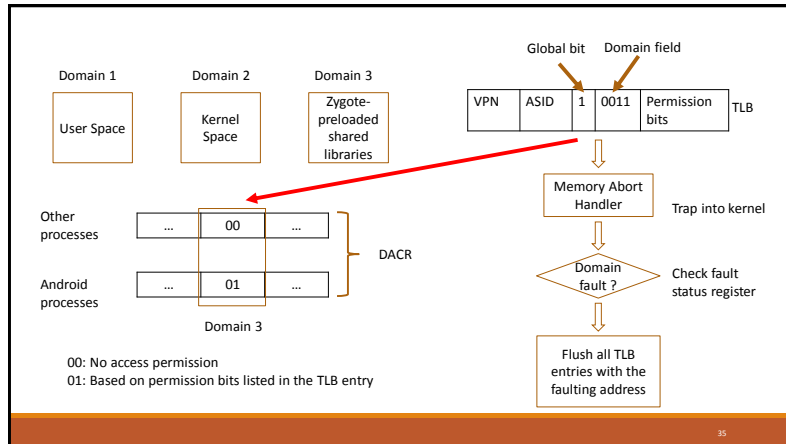 Global bit
Domain field
Domain 1
Domain 2
Domain 3
User Space
Kernel
Space
Zygote-
preloaded
shared
libraries
VPN
ASID
1
0011
Permission
bits
TLB
Memory Abort
Handler
Trap into kernel
Other
processes
...
00
...
DACR
Android
processes
...
01
...
Domain 3
Domain
fault ?
Check fault
status register
00: No access permission
01: Based on permission bits listed in the TLB entry
Flush all TLB
entries with the
faulting address
35